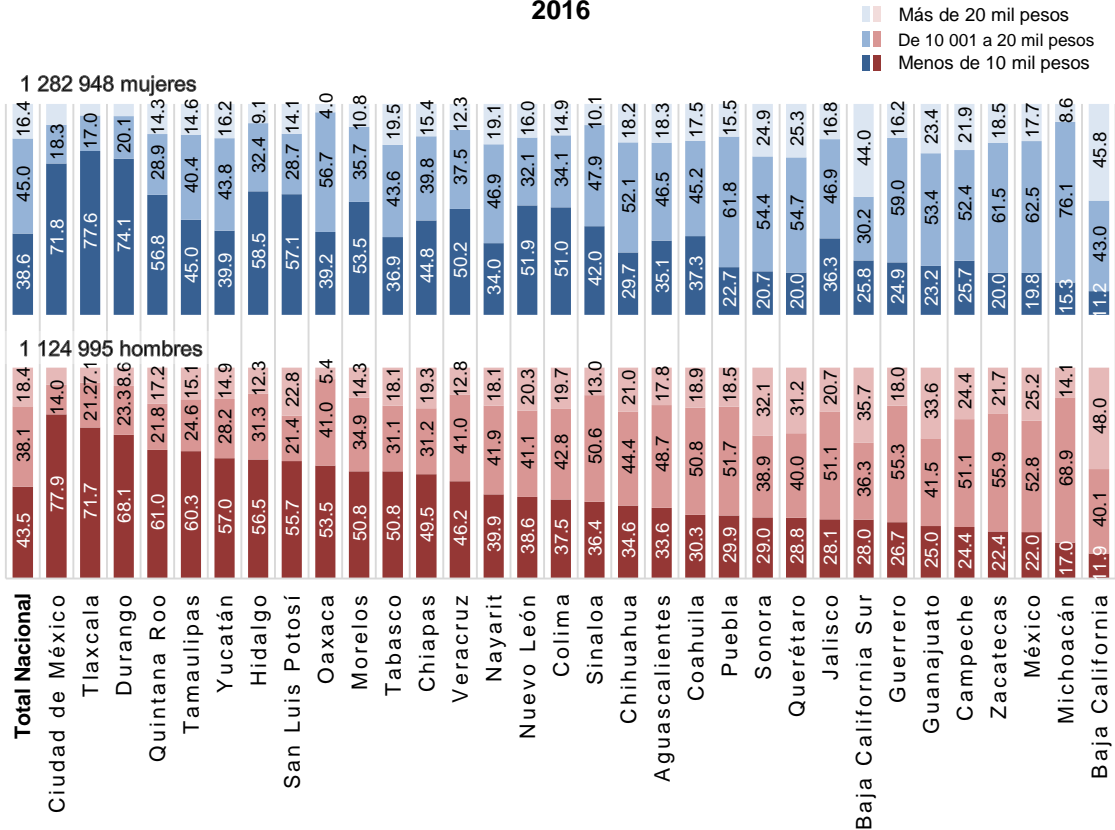 2016
Más de 20 mil pesos
De 10 001 a 20 mil pesos
Menos de 10 mil pesos
1 282 948 mujeres
16.4 14.3 14.6 16.2 9.1 14.1 4.0 10.8 19.5 15.4 12.3 19.1 16.0 14.9 10.1 18.2 18.3 17.5 15.5 24.9 25.3 16.8 44.0 16.2 23.4 21.9 18.5 17.7 8.6 45.8
45.0 18.3 17.0 20.1 28.9 40.4 43.8 32.4 28.7 56.7 35.7 43.6 39.8 37.5 46.9 32.1 34.1 47.9 52.1 46.5 45.2 61.8 54.4 54.7 46.9 30.2 59.0 53.4 52.4 61.5 62.5 76.1 43.0
38.6 71.8 77.6 74.1 56.8 45.0 39.9 58.5 57.1 39.2 53.5 36.9 44.8 50.2 34.0 51.9 51.0 42.0 29.7 35.1 37.3 22.7 20.7 20.0 36.3 25.8 24.9 23.2 25.7 20.0 19.8 15.3 11.2
1 124 995 hombres
18.4 7.1 8.6 17.2 15.1 14.9 12.3 22.8 5.4 14.3 18.1 19.3 12.8 18.1 20.3 19.7 13.0 21.0 17.8 18.9 18.5 32.1 31.2 20.7 35.7 18.0 33.6 24.4 21.7 25.2 14.1 48.0
38.1 14.0 21.2 23.3 21.8 24.6 28.2 31.3 21.4 41.0 34.9 31.1 31.2 41.0 41.9 41.1 42.8 50.6 44.4 48.7 50.8 51.7 38.9 40.0 51.1 36.3 55.3 41.5 51.1 55.9 52.8 68.9 40.1
43.5 77.9 71.7 68.1 61.0 60.3 57.0 56.5 55.7 53.5 50.8 50.8 49.5 46.2 39.9 38.6 37.5 36.4 34.6 33.6 30.3 29.9 29.0 28.8 28.1 28.0 26.7 25.0 24.4 22.4 22.0 17.0 11.9
Total Nacional
Ciudad de México
Tlaxcala
Durango
Quintana Roo
Tamaulipas
Yucatán
Hidalgo
San Luis Potosí
Oaxaca
Morelos
Tabasco
Chiapas
Veracruz
Nayarit
Nuevo León
Colima
Sinaloa
Chihuahua
Aguascalientes
Coahuila
Puebla
Sonora
Querétaro
Jalisco
Baja California Sur
Guerrero
Guanajuato
Campeche
Zacatecas
México
Michoacán
Baja California